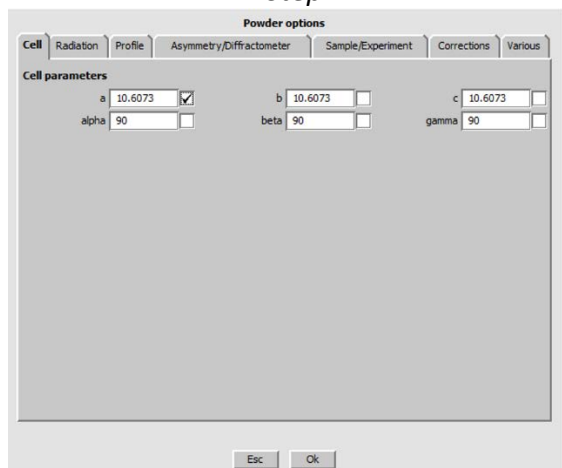 Step
Powder options
Cell Radiation Profile Asymmetry/Diffractometer Sample/Experiment Corrections Various
Cell parameters
a 10.6073 b 10.6073 c 10.6073
alpha 90 beta 90 gamma 90
Esc Ok